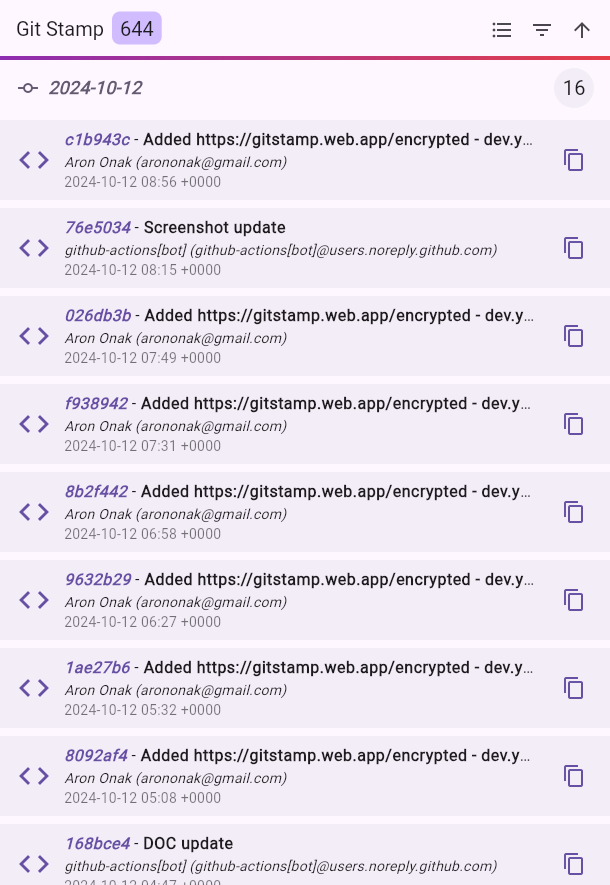 Git Stamp 644
2024-10-12 16
c1b943c - Added https://gitstamp.web.app/encrypted - dev.y...
Aron Onak (arononak@gmail.com)
2024-10-12 08:56 +0000
76e5034 - Screenshot update
github-actions[bot] (github-actions[bot]@users.noreply.github.com)
2024-10-12 08:15 +0000
026db3b - Added https://gitstamp.web.app/encrypted - dev.y...
Aron Onak (arononak@gmail.com)
2024-10-12 07:49 +0000
f938942 - Added https://gitstamp.web.app/encrypted - dev.y...
Aron Onak (arononak@gmail.com)
2024-10-12 07:31 +0000
8b2f442 - Added https://gitstamp.web.app/encrypted - dev.y...
Aron Onak (arononak@gmail.com)
2024-10-12 06:58 +0000
9632b29 - Added https://gitstamp.web.app/encrypted - dev.y...
Aron Onak (arononak@gmail.com)
2024-10-12 06:27 +0000
1ae27b6 - Added https://gitstamp.web.app/encrypted - dev.y...
Aron Onak (arononak@gmail.com)
2024-10-12 05:32 +0000
8092af4 - Added https://gitstamp.web.app/encrypted - dev.y...
Aron Onak (arononak@gmail.com)
2024-10-12 05:08 +0000
168bce4 - DOC update
github-actions[bot] (github-actions[bot]@users.noreply.github.com)